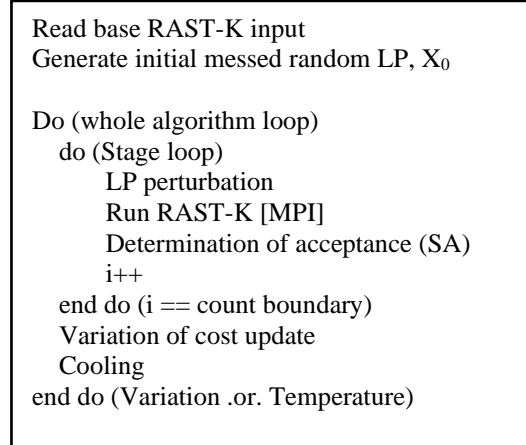 Read base RAST-K input
Generate initial messed random LP, X₀
Do (whole algorithm loop)
do (Stage loop)
LP perturbation
Run RAST-K [MPI]
Determination of acceptance (SA)
i++
end do (i == count boundary)
Variation of cost update
Cooling
end do (Variation .or. Temperature)